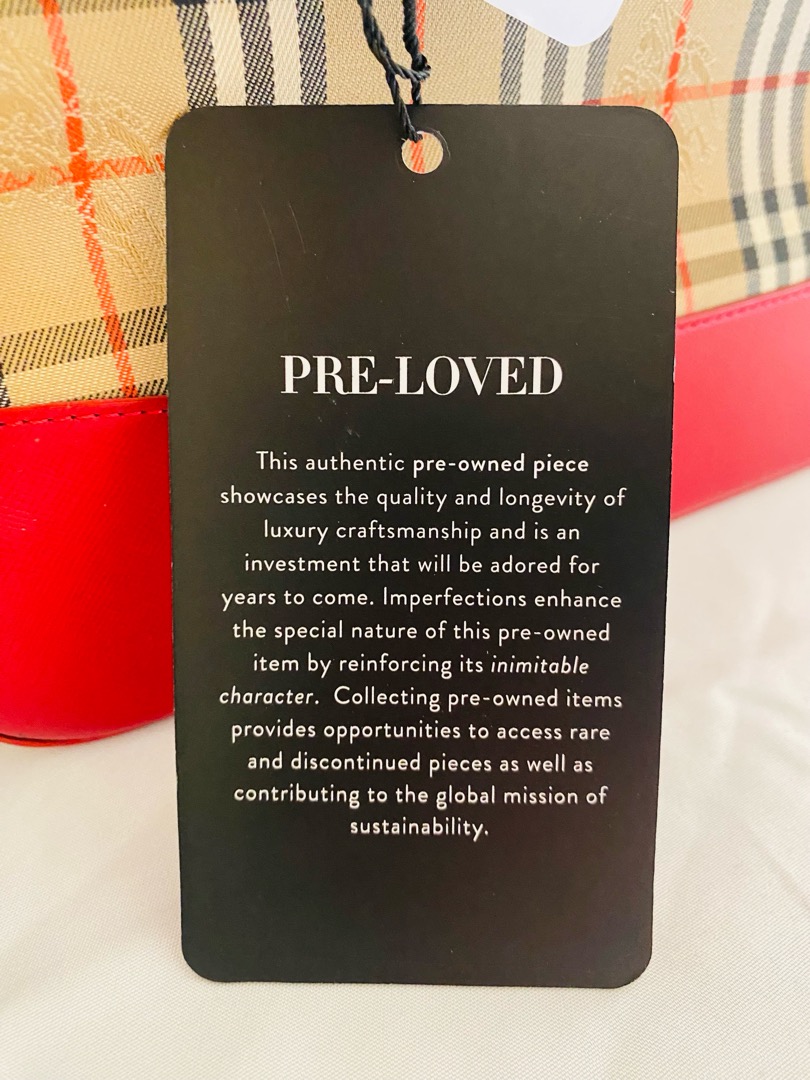 PRE-LOVED
This authentic pre-owned piece
showcases the quality and longevity of
luxury craftsmanship and is an
investment that will be adored for
years to come. Imperfections enhance
the special nature of this pre-owned
item by reinforcing its inimitable
character. Collecting pre-owned items
provides opportunities to access rare
and discontinued pieces as well as
contributing to the global mission of
sustainability.